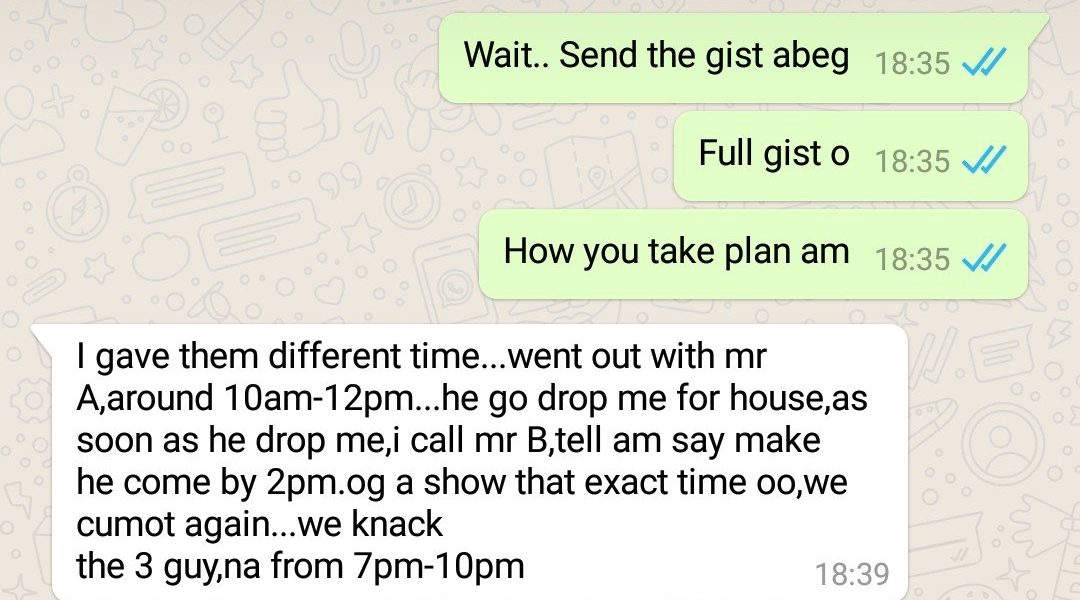 Wait.. Send the gist abeg 18:35
Full gist o 18:35
How you take plan am 18:35
I gave them different time...went out with mr
A,around 10am-12pm...he go drop me for house,as
soon as he drop me,i call mr B,tell am say make
he come by 2pm.og a show that exact time oo,we
cumot again...we knack
the 3 guy,na from 7pm-10pm 18:39